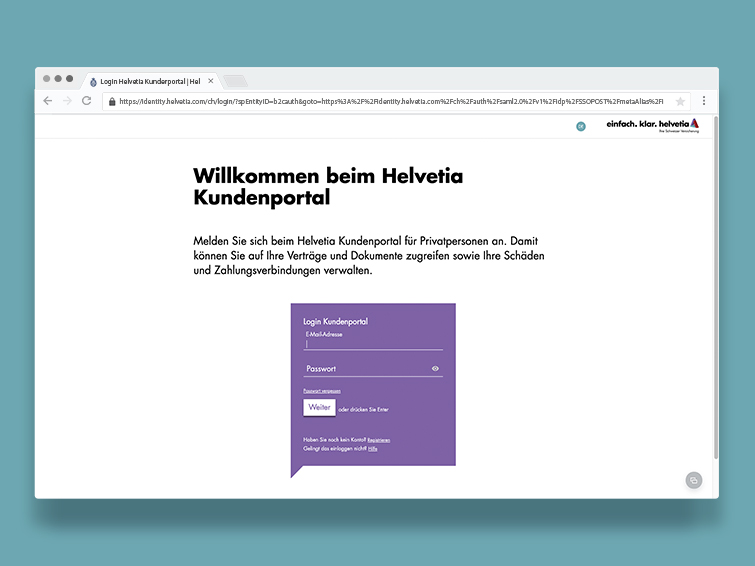 Login Helvetia Kundenportal | Hel
https://identity.helvetia.com/ch/login/?spEntityID=b2cauth&goto=https%3A%2F%2Fidentity.helvetia.com%2Fch%2Fauth%2Fsaml2.0%2Fv1%2Fidp%2FSSOPOST%2FmetaAlias%2Fi
DE
einfach. klar. helvetia
Ihre Schweizer Versicherung
Willkommen beim Helvetia
Kundenportal
Melden Sie sich beim Helvetia Kundenportal für Privatpersonen an. Damit
können Sie auf Ihre Verträge und Dokumente zugreifen sowie Ihre Schäden
und Zahlungsverbindungen verwalten.
Login Kundenportal
E-Mail-Adresse
Passwort
Passwort vergessen
Weiter oder drücken Sie Enter
Haben Sie noch kein Konto? Registrieren
Gelingt das einloggen nicht? Hilfe